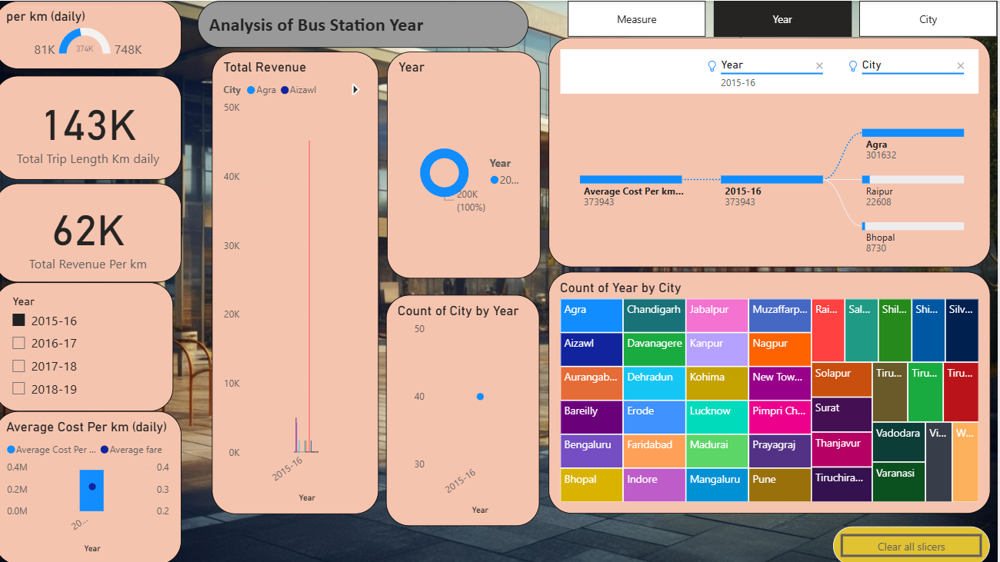 per km (daily)
81K 374K 748K
143K
Total Trip Length Km daily
62K
Total Revenue Per km
Year
2015-16
2016-17
2017-18
2018-19
Average Cost Per km (daily)
Average Cost Per ... Average fare
0.4M 0.4
0.2M 0.3
0.0M 0.2
20...
Year
Analysis of Bus Station Year
Total Revenue
City Agra Aizawl
50K
40K
30K
20K
10K
0K
2015-16
Year
Year
Year
20...
200K
(100%)
Count of City by Year
50
40
30
2015-16
Year
Measure Year City
Year City
2015-16
Average Cost Per km...
373943
2015-16
373943
Agra
301632
Raipur
22608
Bhopal
8730
Count of Year by City
Agra Chandigarh Jabalpur Muzaffarp... Rai... Sal... Shil... Shi... Silv...
Aizawl Davanagere Kanpur Nagpur
Aurangab... Dehradun Kohima New Tow... Solapur Tiru... Tiru... Tiru...
Bareilly Erode Lucknow Pimpri Ch... Surat
Bengaluru Faridabad Madurai Prayagraj Thanjavur Vadodara Vi... W...
Bhopal Indore Mangaluru Pune Tiruchira... Varanasi
Clear all slicers